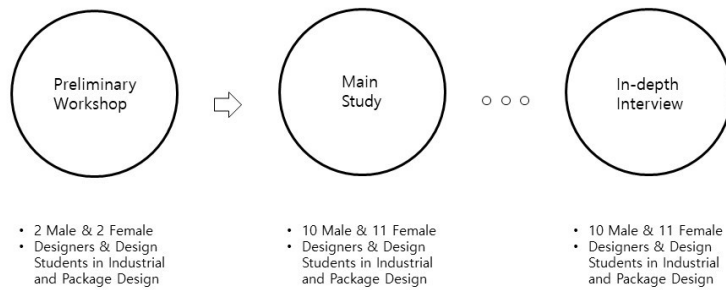 Preliminary
Workshop
Main
Study
In-depth
Interview
• 2 Male & 2 Female
• Designers & Design
Students in Industrial
and Package Design
• 10 Male & 11 Female
• Designers & Design
Students in Industrial
and Package Design
• 10 Male & 11 Female
• Designers & Design
Students in Industrial
and Package Design